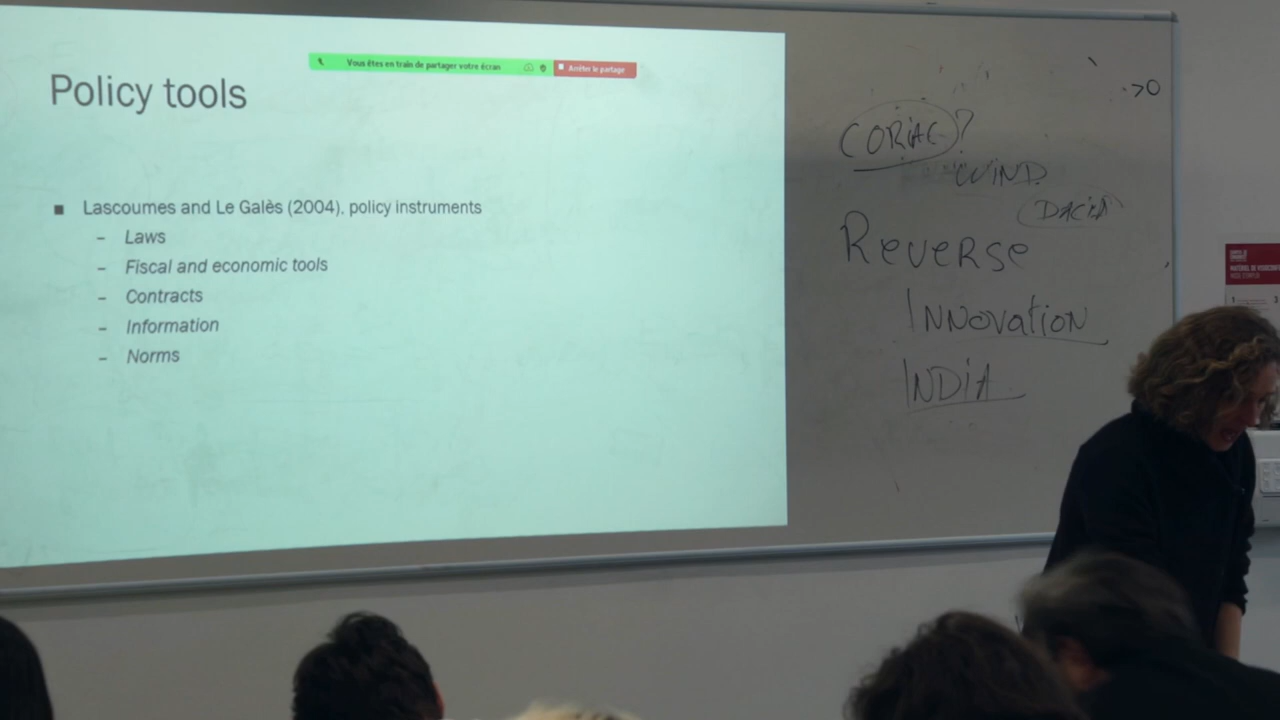 Vous êtes en train de partager votre écran
Arrêter le partage
Policy tools
Lascoumes and Le Galès (2004), policy instruments
– Laws
– Fiscal and economic tools
– Contracts
– Information
– Norms
->0
CORiAC?
WIND
DACiA
Reverse
INNovatioN
INDiA